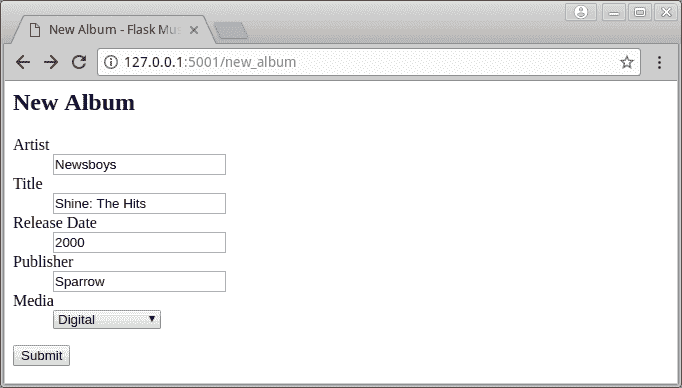 New Album - Flask Mus
127.0.0.1:5001/new_album
New Album
Artist
Newsboys
Title
Shine: The Hits
Release Date
2000
Publisher
Sparrow
Media
Digital
Submit